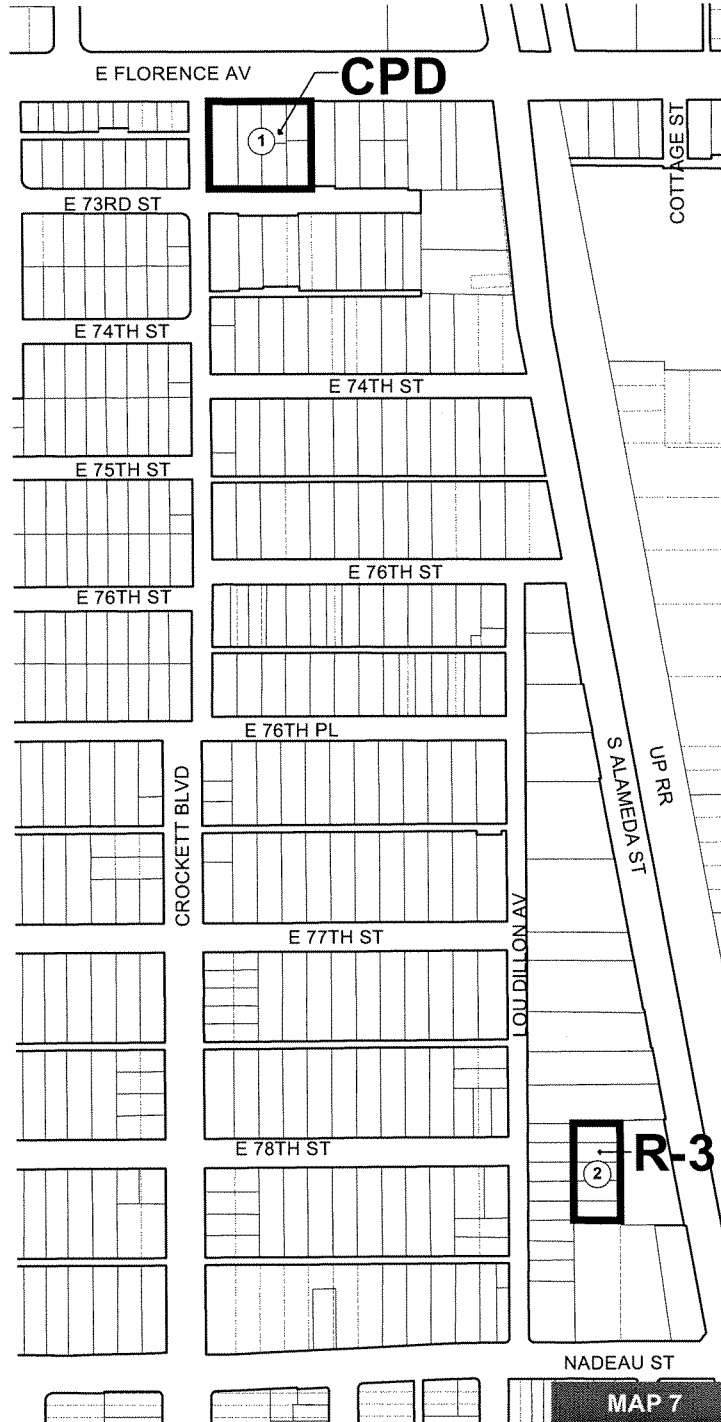 E FLORENCE AV
CPD
1
COTTAGE ST
E 73RD ST
E 74TH ST
E 74TH ST
E 75TH ST
E 76TH ST
E 76TH ST
E 76TH PL
CROCKETT BLVD
S ALAMEDA ST
UP RR
E 77TH ST
LOU DILLON AV
E 78TH ST
R-3
2
NADEAU ST
MAP 7